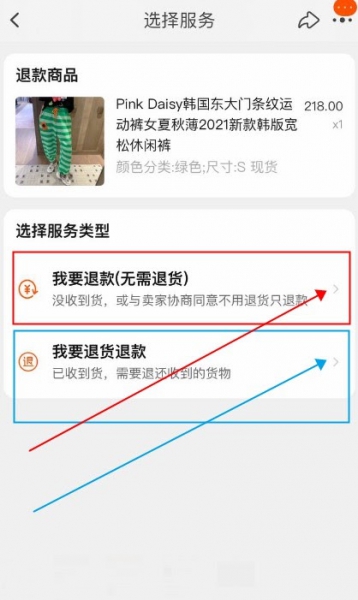 选择服务
退款商品
Pink Daisy韩国东大门条纹运 218.00
动裤女夏秋薄2021新款韩版宽 x1
松休闲裤
颜色分类:绿色;尺寸:S 现货
选择服务类型
我要退款(无需退货)
没收到货，或与卖家协商同意不用退货只退款
我要退货退款
退
已收到货，需要退还收到的货物